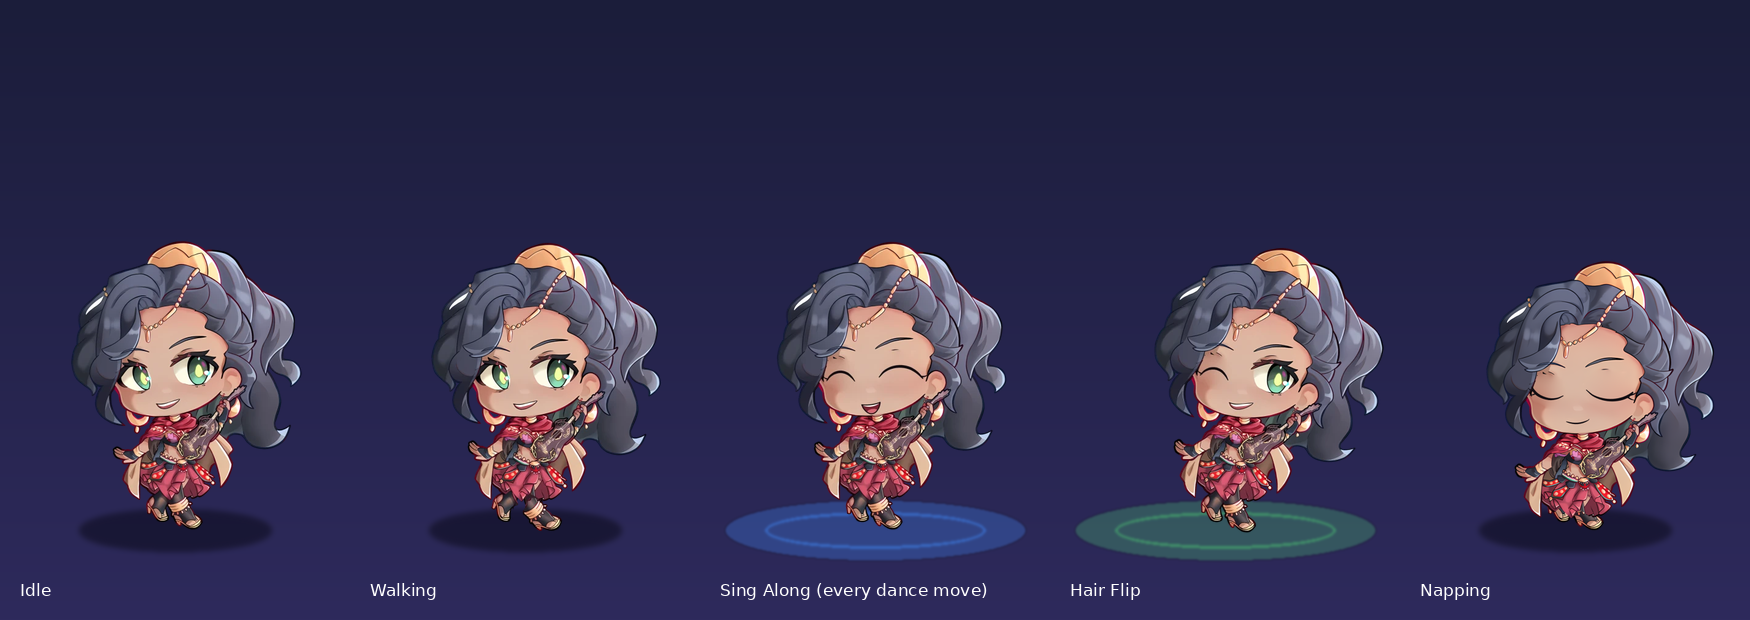 Idle
Walking
Sing Along (every dance move)
Hair Flip
Napping